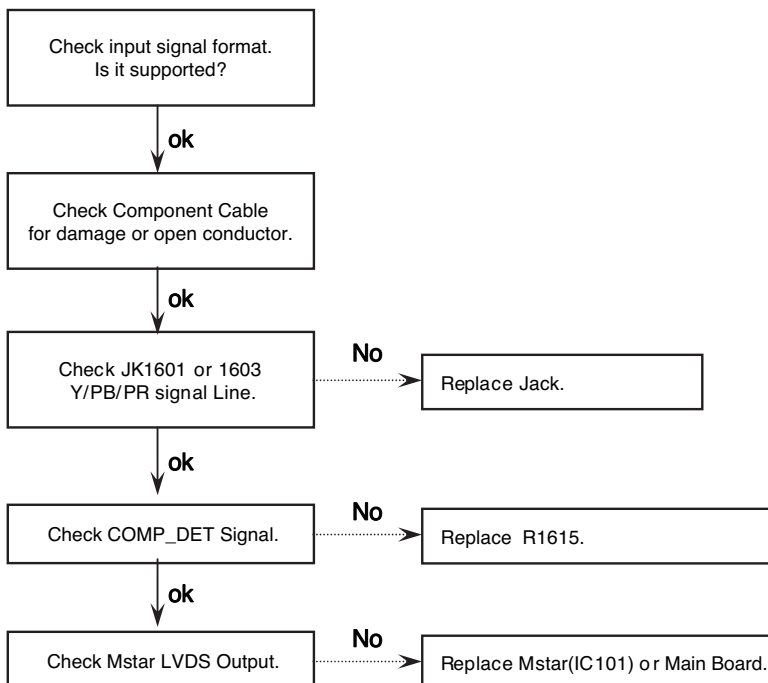 Check input signal format.
Is it supported?
ok
Check Component Cable
for damage or open conductor.
ok
Check JK1601 or 1603
Y/PB/PR signal Line.
No
Replace Jack.
ok
Check COMP_DET Signal.
No
Replace R1615.
ok
Check Mstar LVDS Output.
No
Replace Mstar(IC101) or Main Board.